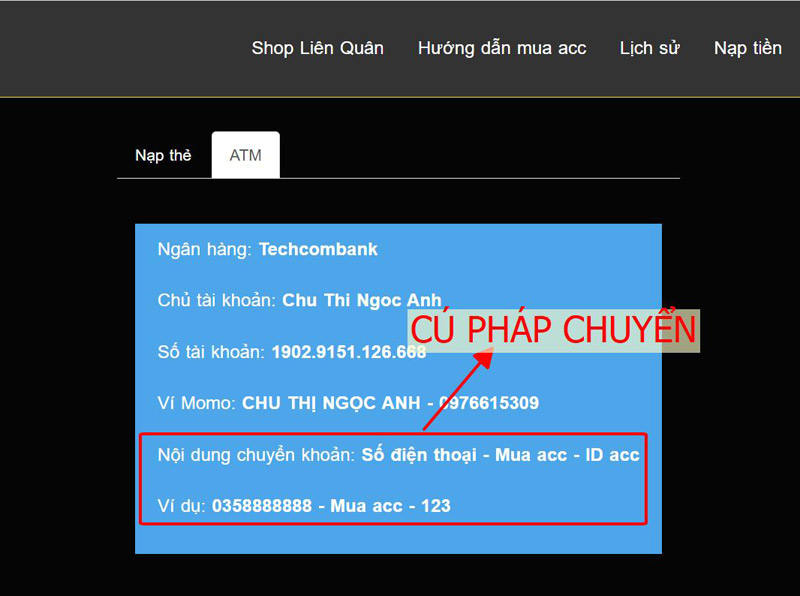 Shop Liên Quân Hướng dẫn mua acc Lịch sử Nạp tiền
Nạp thẻ ATM
Ngân hàng: Techcombank
Chủ tài khoản: Chu Thi Ngoc Anh
CÚ PHÁP CHUYỂN
Số tài khoản: 1902.9151.126.668
Ví Momo: CHU THỊ NGỌC ANH - 0976615309
Nội dung chuyển khoản: Số điện thoại - Mua acc - ID acc
Ví dụ: 0358888888 - Mua acc - 123